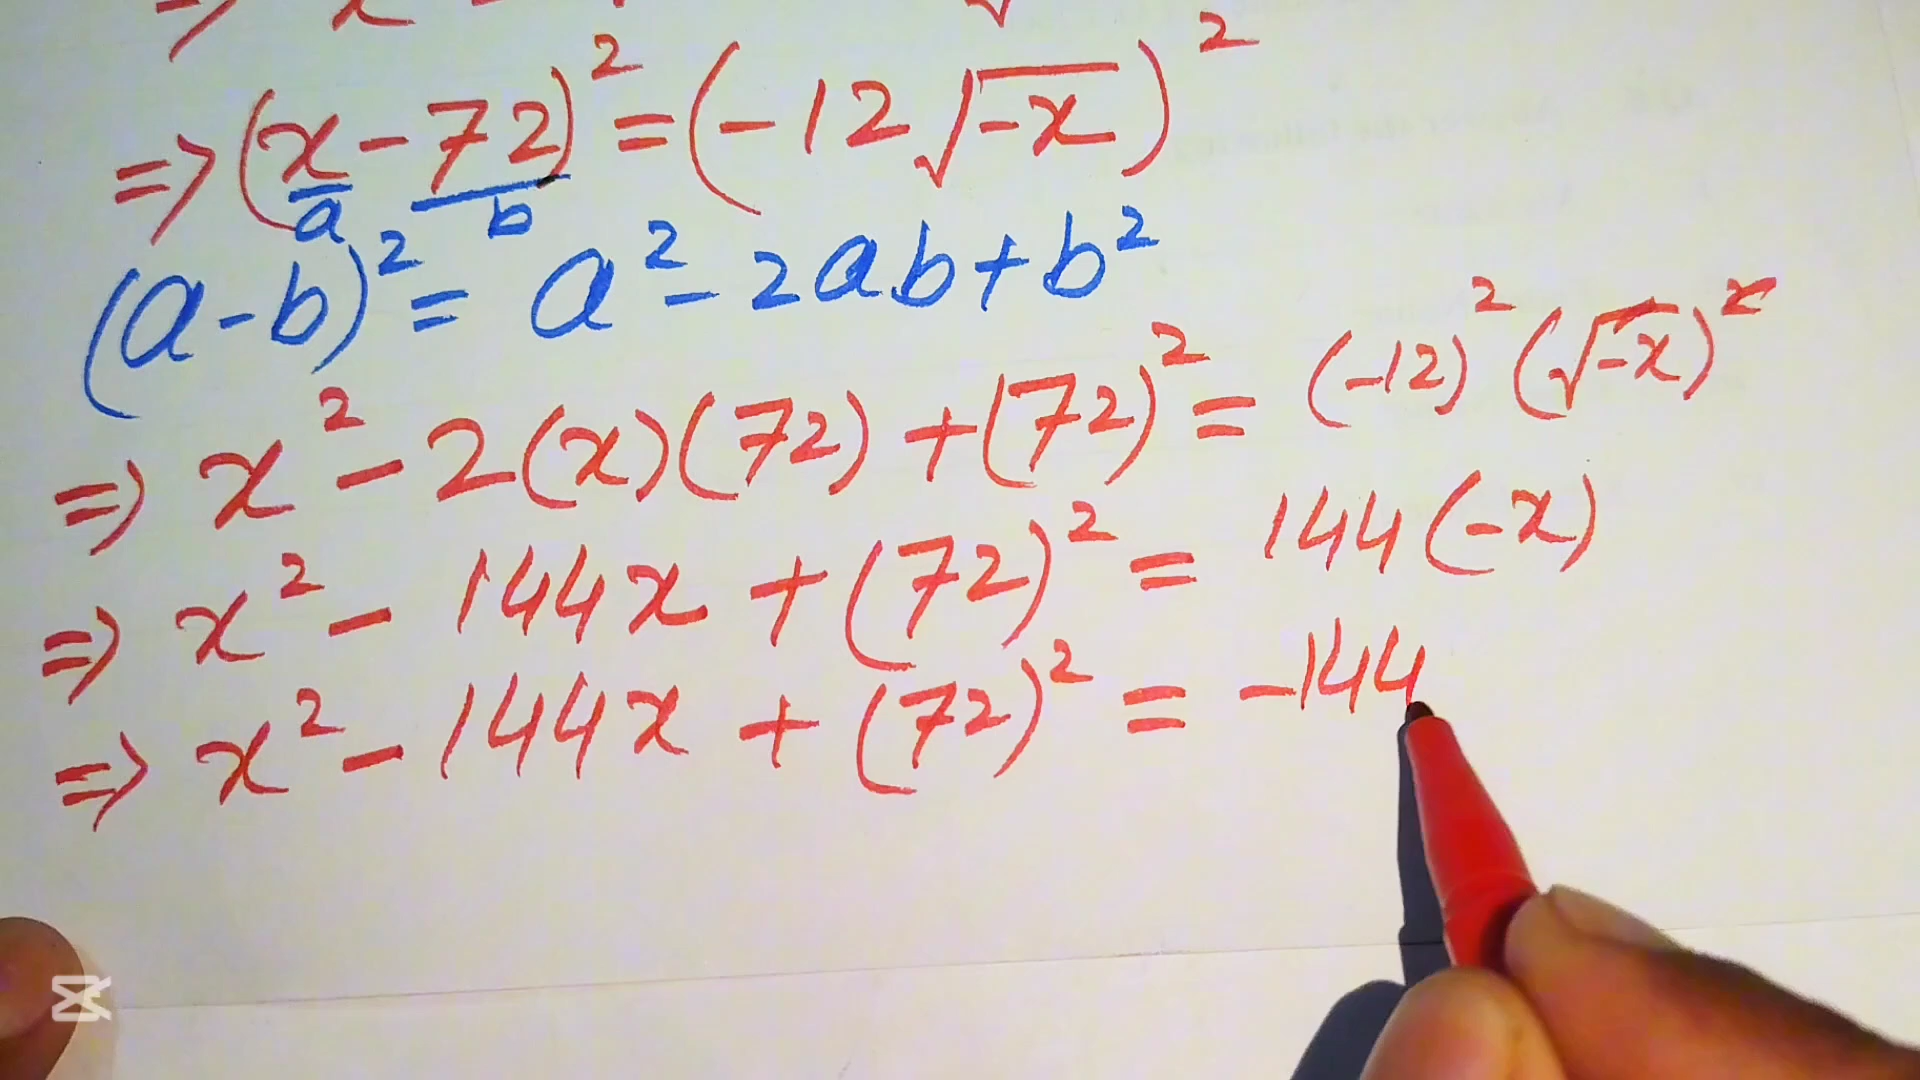 => (x - 72)² = (-12√-x)²
a b
(a-b)² = a² - 2ab + b²
=> x² - 2(x)(72) + (72)² = (-12)² (√-x)²
=> x² - 144x + (72)² = 144(-x)
=> x² - 144x + (72)² = -144